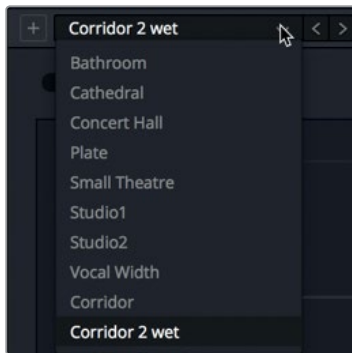 Corridor 2 wet
Bathroom
Cathedral
Concert Hall
Plate
Small Theatre
Studio1
Studio2
Vocal Width
Corridor
Corridor 2 wet